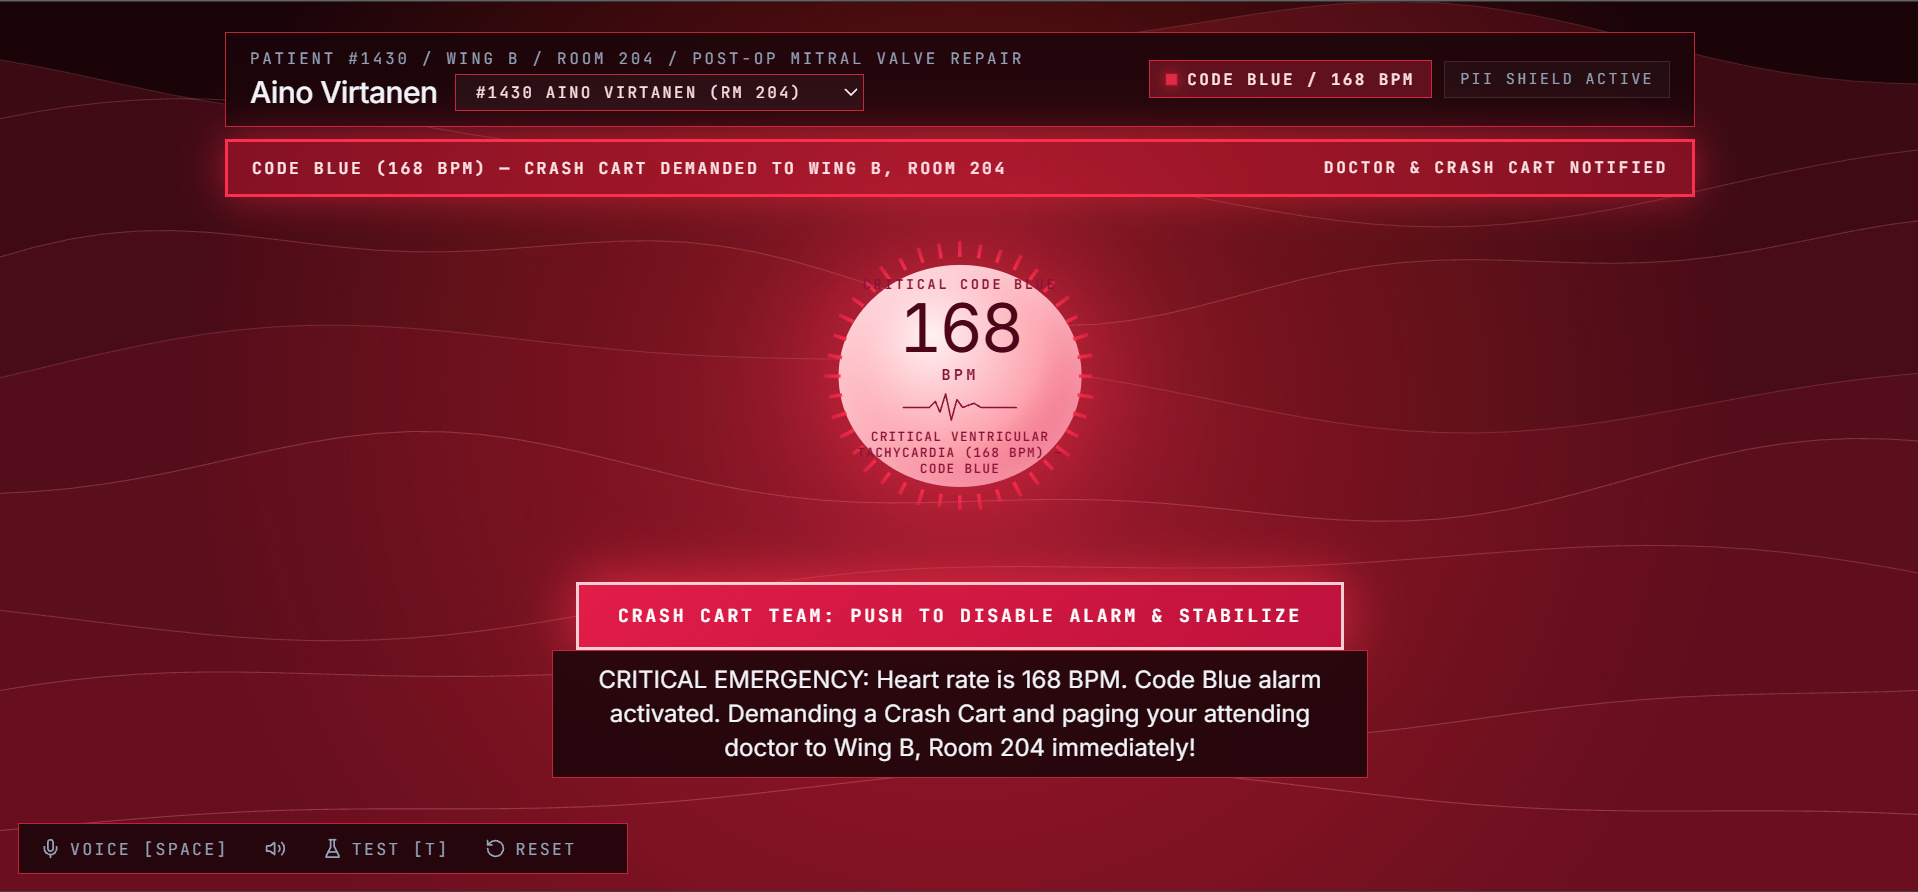 PATIENT #1430 / WING B / ROOM 204 / POST-OP MITRAL VALVE REPAIR
Aino Virtanen
#1430 AINO VIRTANEN (RM 204)
CODE BLUE / 168 BPM
PII SHIELD ACTIVE
CODE BLUE (168 BPM) — CRASH CART DEMANDED TO WING B, ROOM 204
DOCTOR & CRASH CART NOTIFIED
CRITICAL CODE BLUE
168
BPM
CRITICAL VENTRICULAR
TACHYCARDIA (168 BPM) —
CODE BLUE
CRASH CART TEAM: PUSH TO DISABLE ALARM & STABILIZE
CRITICAL EMERGENCY: Heart rate is 168 BPM. Code Blue alarm
activated. Demanding a Crash Cart and paging your attending
doctor to Wing B, Room 204 immediately!
VOICE [SPACE]
TEST [T]
RESET